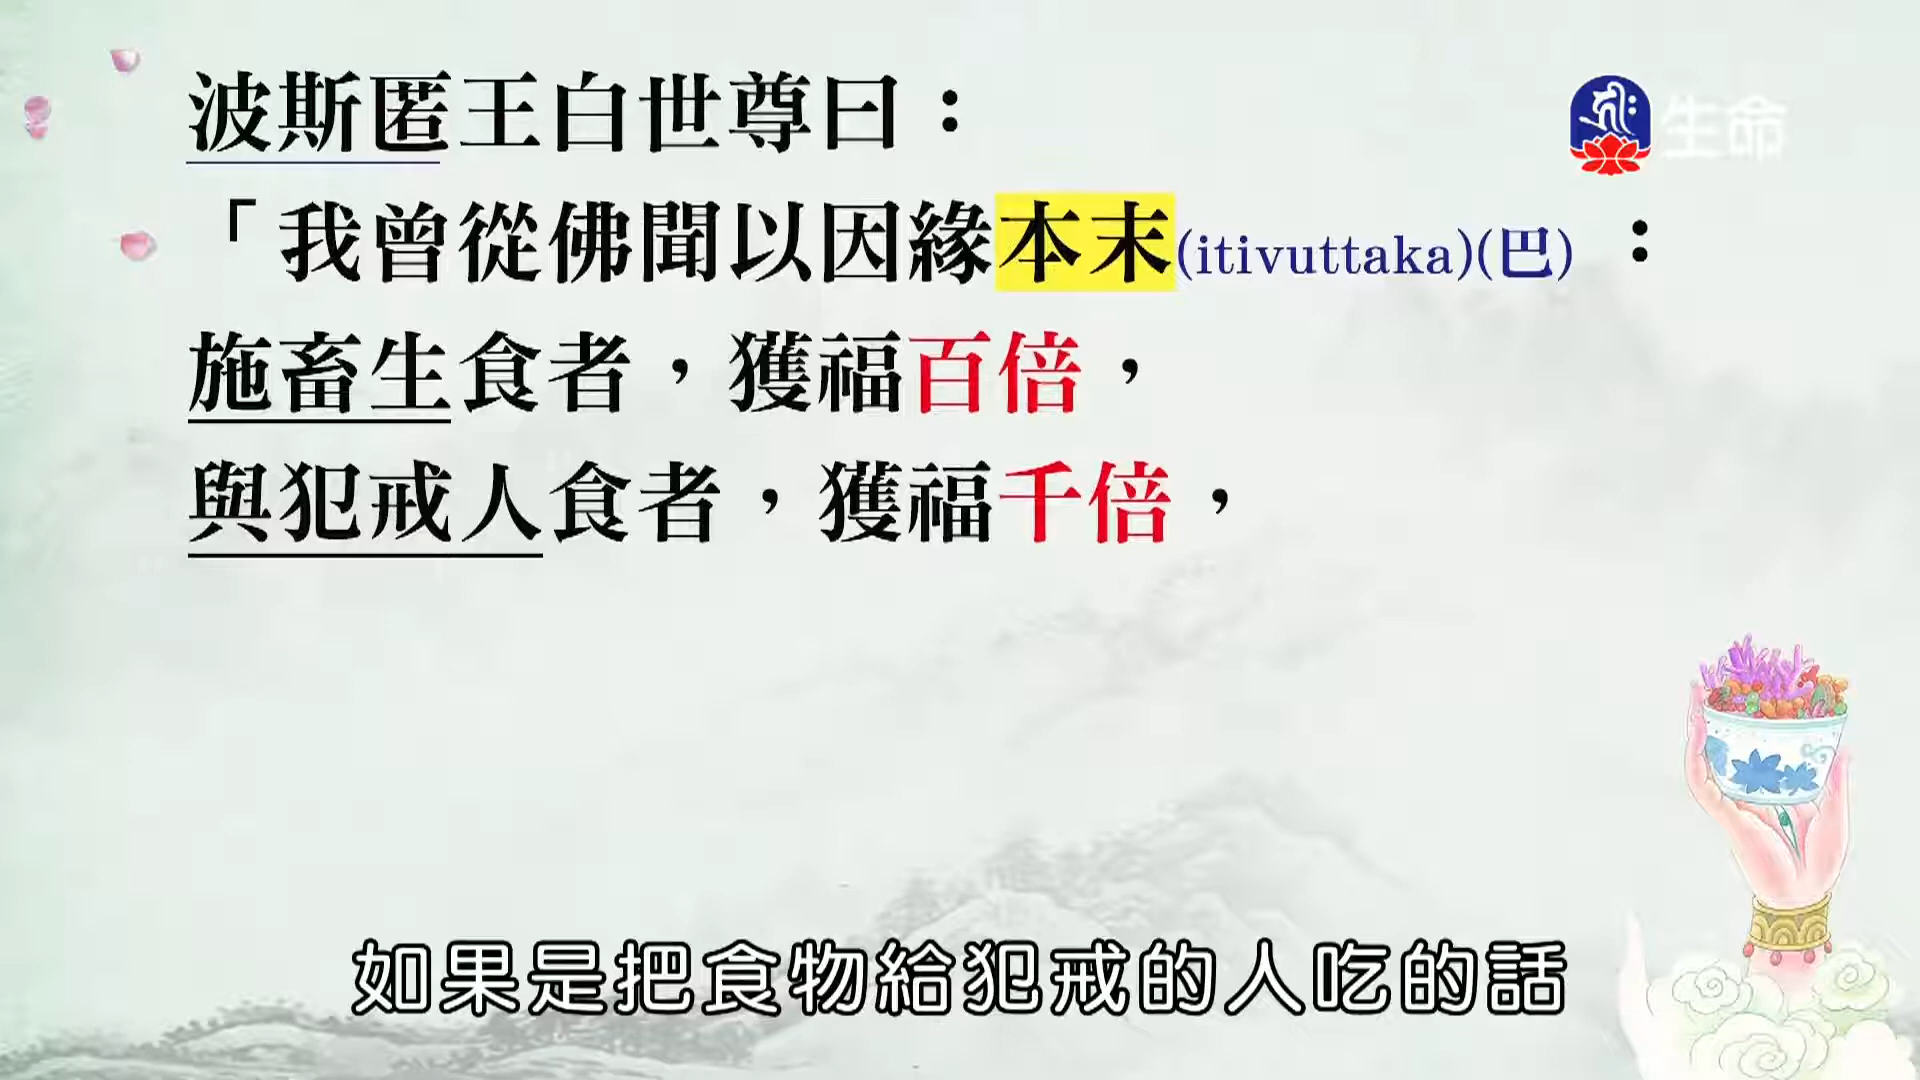 波斯匿王白世尊曰：
生命
「我曾從佛聞以因緣本末(itivuttaka)(巴)：
施畜生食者，獲福百倍，
與犯戒人食者，獲福千倍，
如果是把食物給犯戒的人吃的話